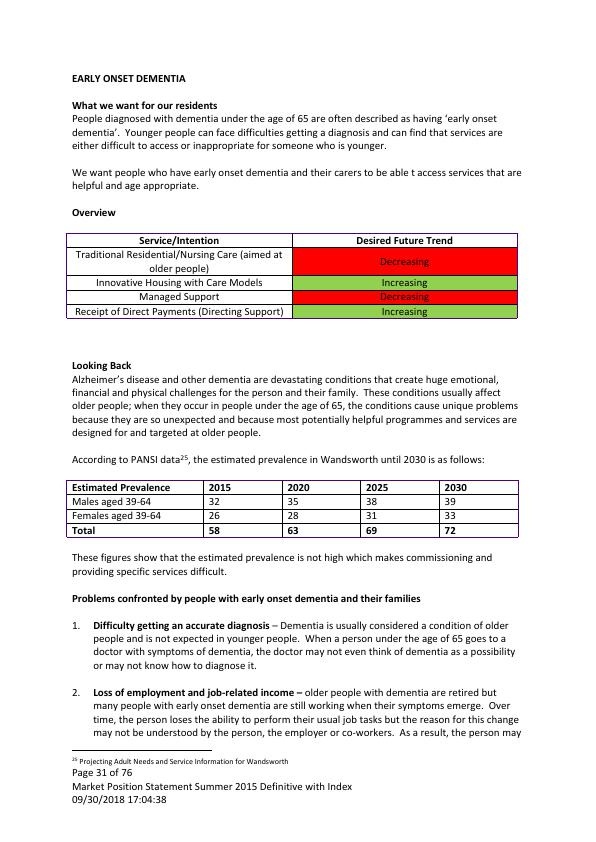 EARLY ONSET DEMENTIA
What we want for our residents
People diagnosed with dementia under the age of 65 are often described as having ‘early onset
dementia’. Younger people can face difficulties getting a diagnosis and can find that services are
either difficult to access or inappropriate for someone who is younger.
We want people who have early onset dementia and their carers to be able t access services that are
helpful and age appropriate.
Overview
Service/Intention Desired Future Trend
Traditional Residential/Nursing Care (aimed at
older people) Decreasing
Innovative Housing with Care Models Increasing
Managed Support Decreasing
Receipt of Direct Payments (Directing Support) Increasing
Looking Back
Alzheimer’s disease and other dementia are devastating conditions that create huge emotional,
financial and physical challenges for the person and their family. These conditions usually affect
older people; when they occur in people under the age of 65, the conditions cause unique problems
because they are so unexpected and because most potentially helpful programmes and services are
designed for and targeted at older people.
According to PANSI data²⁵, the estimated prevalence in Wandsworth until 2030 is as follows:
Estimated Prevalence 2015 2020 2025 2030
Males aged 39-64 32 35 38 39
Females aged 39-64 26 28 31 33
Total 58 63 69 72
These figures show that the estimated prevalence is not high which makes commissioning and
providing specific services difficult.
Problems confronted by people with early onset dementia and their families
1. Difficulty getting an accurate diagnosis – Dementia is usually considered a condition of older
people and is not expected in younger people. When a person under the age of 65 goes to a
doctor with symptoms of dementia, the doctor may not even think of dementia as a possibility
or may not know how to diagnose it.
2. Loss of employment and job-related income – older people with dementia are retired but
many people with early onset dementia are still working when their symptoms emerge. Over
time, the person loses the ability to perform their usual job tasks but the reason for this change
may not be understood by the person, the employer or co-workers. As a result, the person may
²⁵ Projecting Adult Needs and Service Information for Wandsworth
Page 31 of 76
Market Position Statement Summer 2015 Definitive with Index
09/30/2018 17:04:38